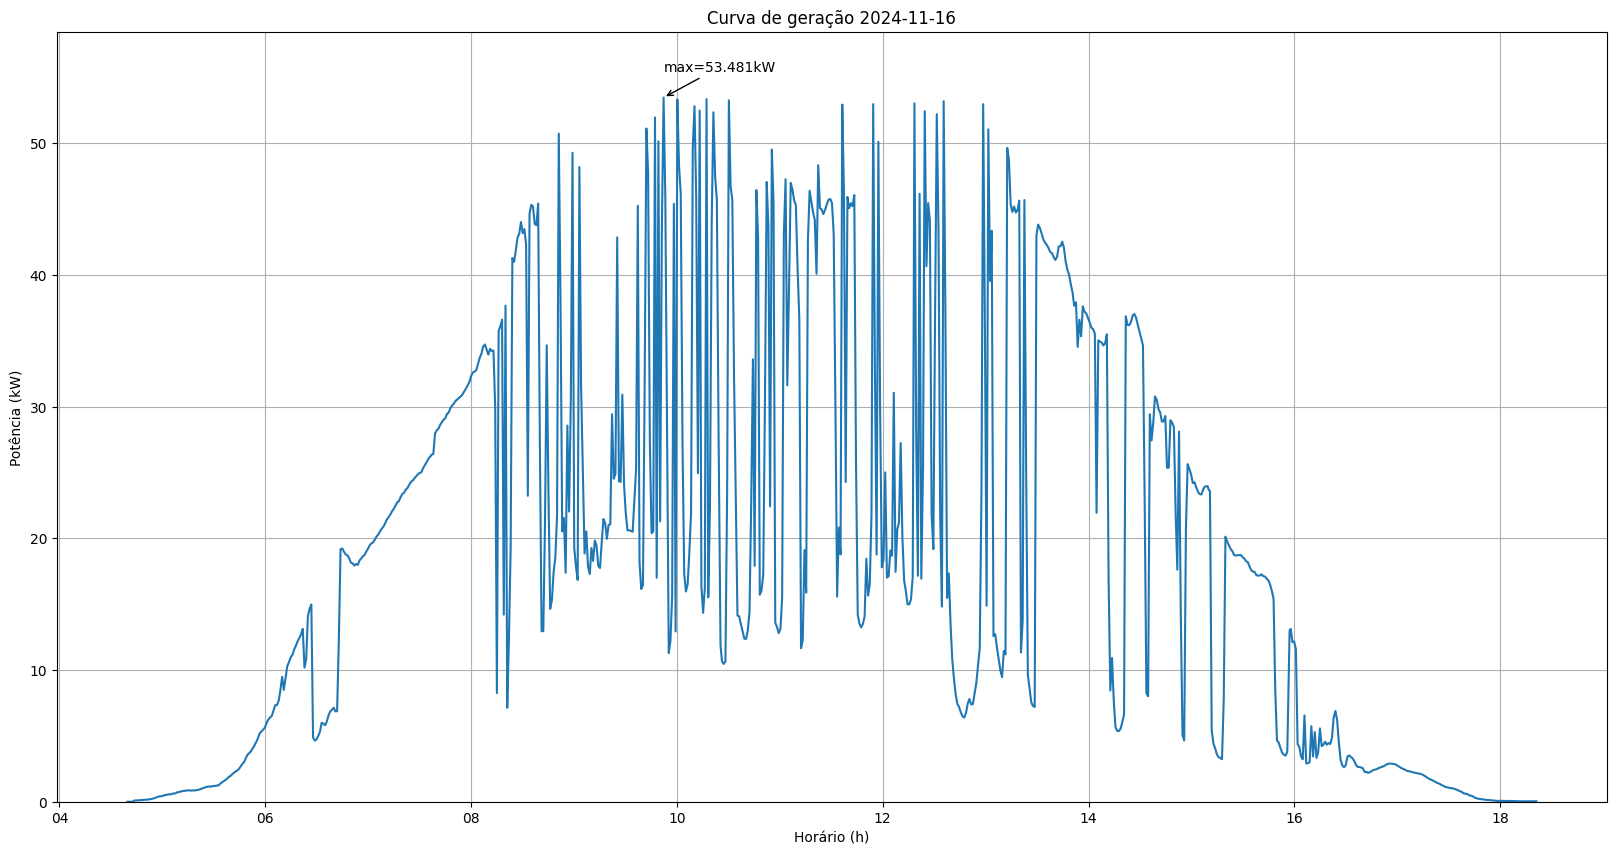 Curva de geração 2024-11-16
max=53.481kW
Potência (kW)
50
40
30
20
10
0
04 06 08 10 12 14 16 18
Horário (h)